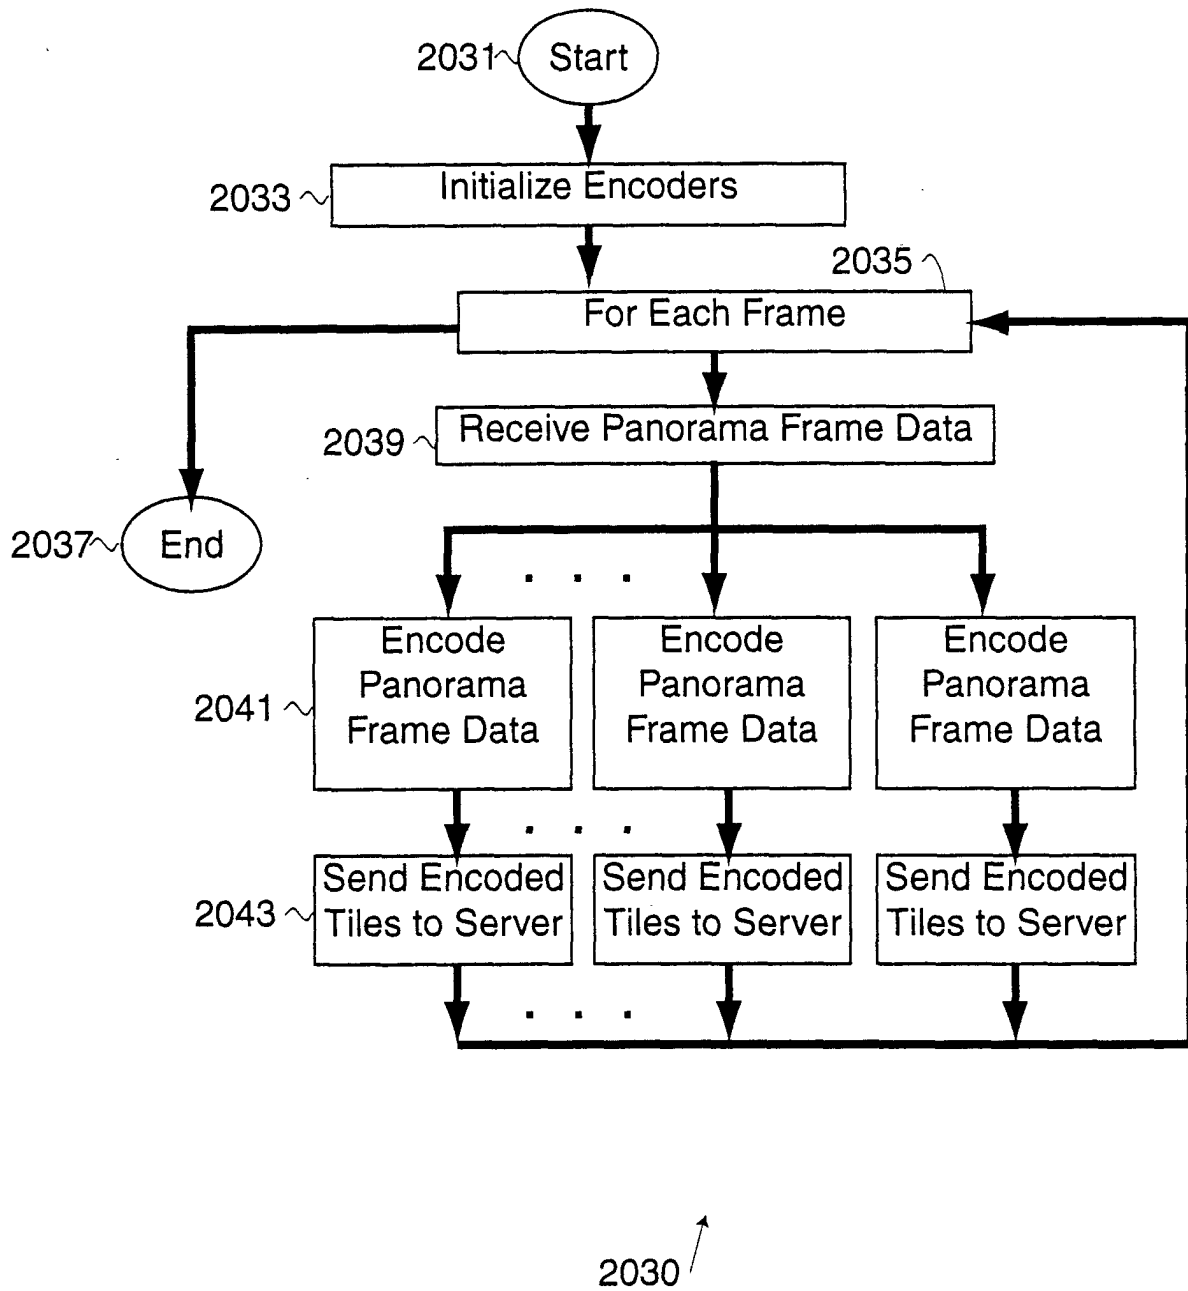 2031 Start
2033 Initialize Encoders
2035
For Each Frame
2039 Receive Panorama Frame Data
2037 End
. . .
2041
Encode
Panorama
Frame Data
Encode
Panorama
Frame Data
Encode
Panorama
Frame Data
. . .
2043
Send Encoded
Tiles to Server
Send Encoded
Tiles to Server
Send Encoded
Tiles to Server
. . .
2030